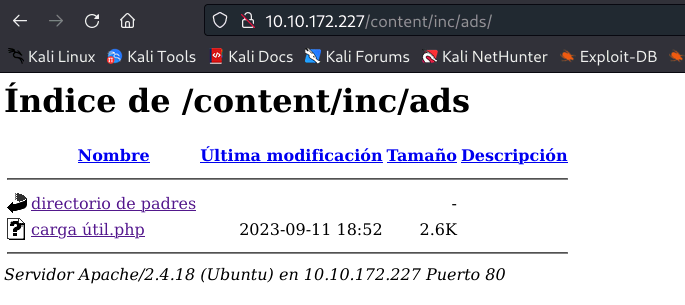 10.10.172.227/content/inc/ads/
Kali Linux Kali Tools Kali Docs Kali Forums Kali NetHunter Exploit-DB
Índice de /content/inc/ads
Nombre Última modificación Tamaño Descripción
directorio de padres -
carga útil.php 2023-09-11 18:52 2.6K
Servidor Apache/2.4.18 (Ubuntu) en 10.10.172.227 Puerto 80